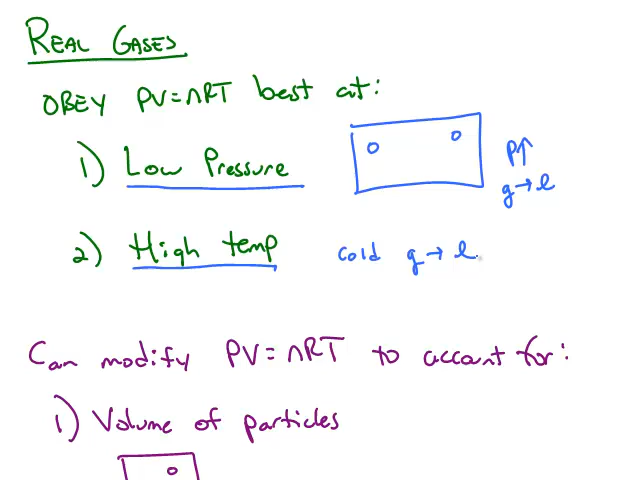 REAL GASES
OBEY PV=nRT best at:
1) Low Pressure
P↑
g→l
2) High temp
cold g→l
Can modify PV=nRT to account for:
1) Volume of particles